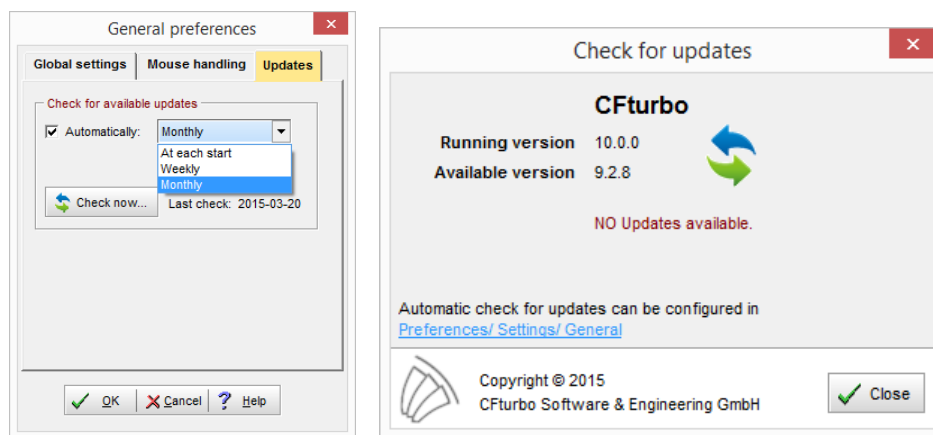 General preferences
Global settings Mouse handling Updates
Check for available updates
Automatically: Monthly
At each start
Weekly
Monthly
Check now... Last check: 2015-03-20
OK Cancel ? Help
Check for updates
CFturbo
Running version 10.0.0
Available version 9.2.8
NO Updates available.
Automatic check for updates can be configured in
Preferences/ Settings/ General
Copyright © 2015
CFturbo Software & Engineering GmbH
Close